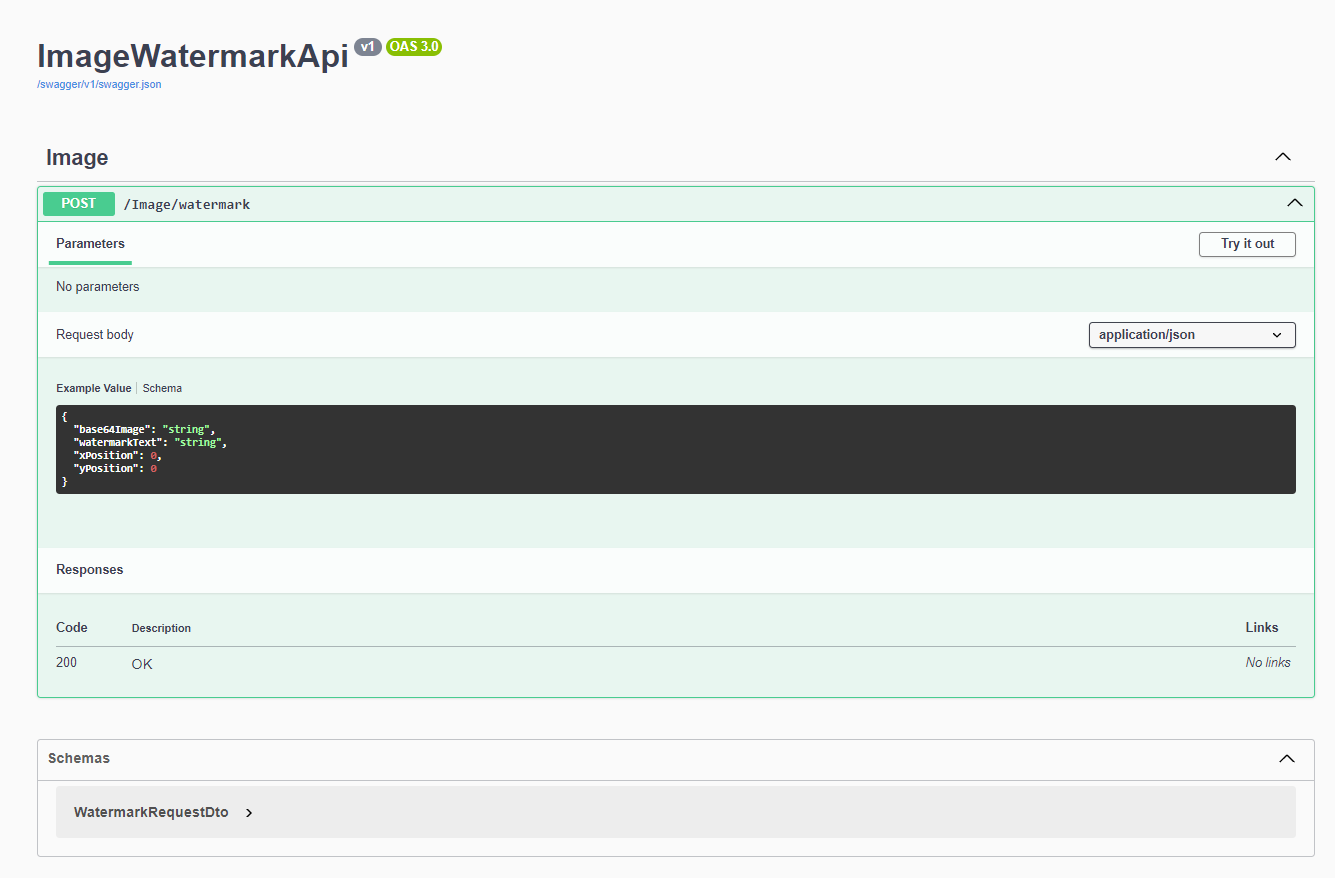 ImageWatermarkApi v1 OAS 3.0
/swagger/v1/swagger.json
Image
POST /Image/watermark
Parameters Try it out
No parameters
Request body application/json
Example Value | Schema
{
"base64Image": "string",
"watermarkText": "string",
"xPosition": 0,
"yPosition": 0
}
Responses
Code Description Links
200 OK No links
Schemas
WatermarkRequestDto